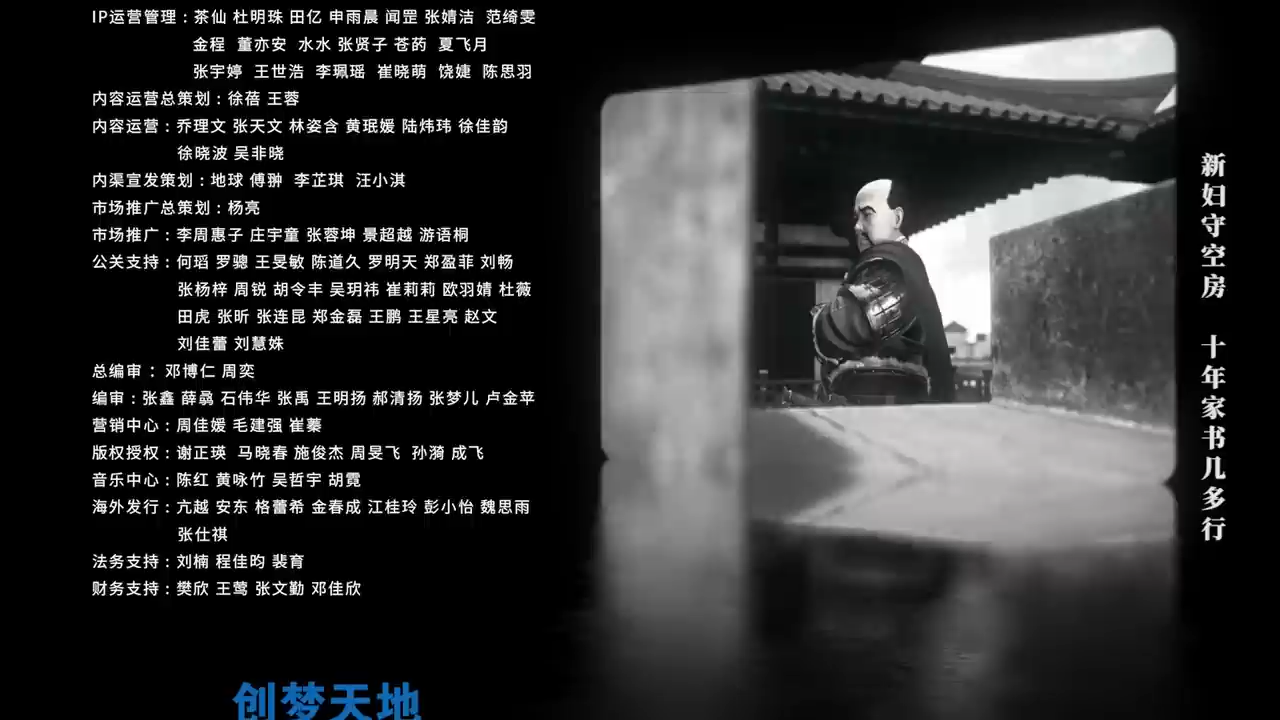 IP运营管理：茶仙 杜明珠 田亿 申雨晨 闻罡 张婧洁 范绮雯
金程 董亦安 水水 张贤子 苍药 夏飞月
张宇婷 王世浩 李珮瑶 崔晓萌 饶婕 陈思羽
内容运营总策划：徐蓓 王蓉
内容运营：乔理文 张天文 林姿含 黄珉媛 陆炜玮 徐佳韵
徐晓波 吴非晓
内渠宣发策划：地球 傅翀 李芷琪 汪小淇
市场推广总策划：杨亮
市场推广：李周惠子 庄宇童 张蓉坤 景超越 游语桐
公关支持：何瑫 罗骢 王旻敏 陈道久 罗明天 郑盈菲 刘畅
张杨梓 周锐 胡令丰 吴玥祎 崔莉莉 欧羽婧 杜薇
田虎 张昕 张连昆 郑金磊 王鹏 王星亮 赵文
刘佳蕾 刘慧姝
总编审：邓博仁 周奕
编审：张鑫 薛骉 石伟华 张禹 王明扬 郝清扬 张梦儿 卢金苹
营销中心：周佳媛 毛建强 崔蓁
版权授权：谢正瑛 马晓春 施俊杰 周旻飞 孙漪 成飞
音乐中心：陈红 黄咏竹 吴哲宇 胡霓
海外发行：亢越 安东 格蕾希 金春成 江桂玲 彭小怡 魏思雨
张仕祺
法务支持：刘楠 程佳昀 裴育
财务支持：樊欣 王莺 张文勤 邓佳欣
创梦天地
新妇守空房 十年家书几多行